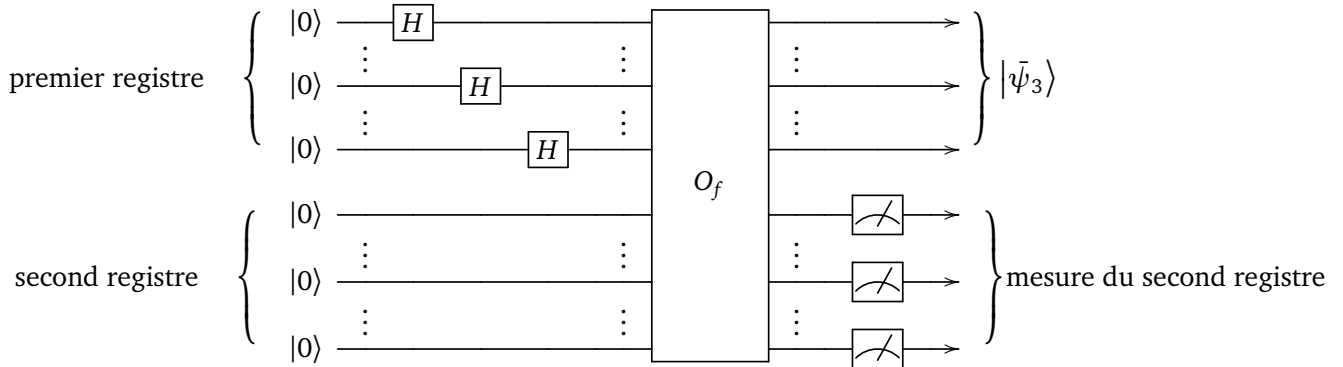 |0⟩ H
premier registre |0⟩ H |ψ̄₃⟩
|0⟩ H
O_f
|0⟩
second registre |0⟩ mesure du second registre
|0⟩